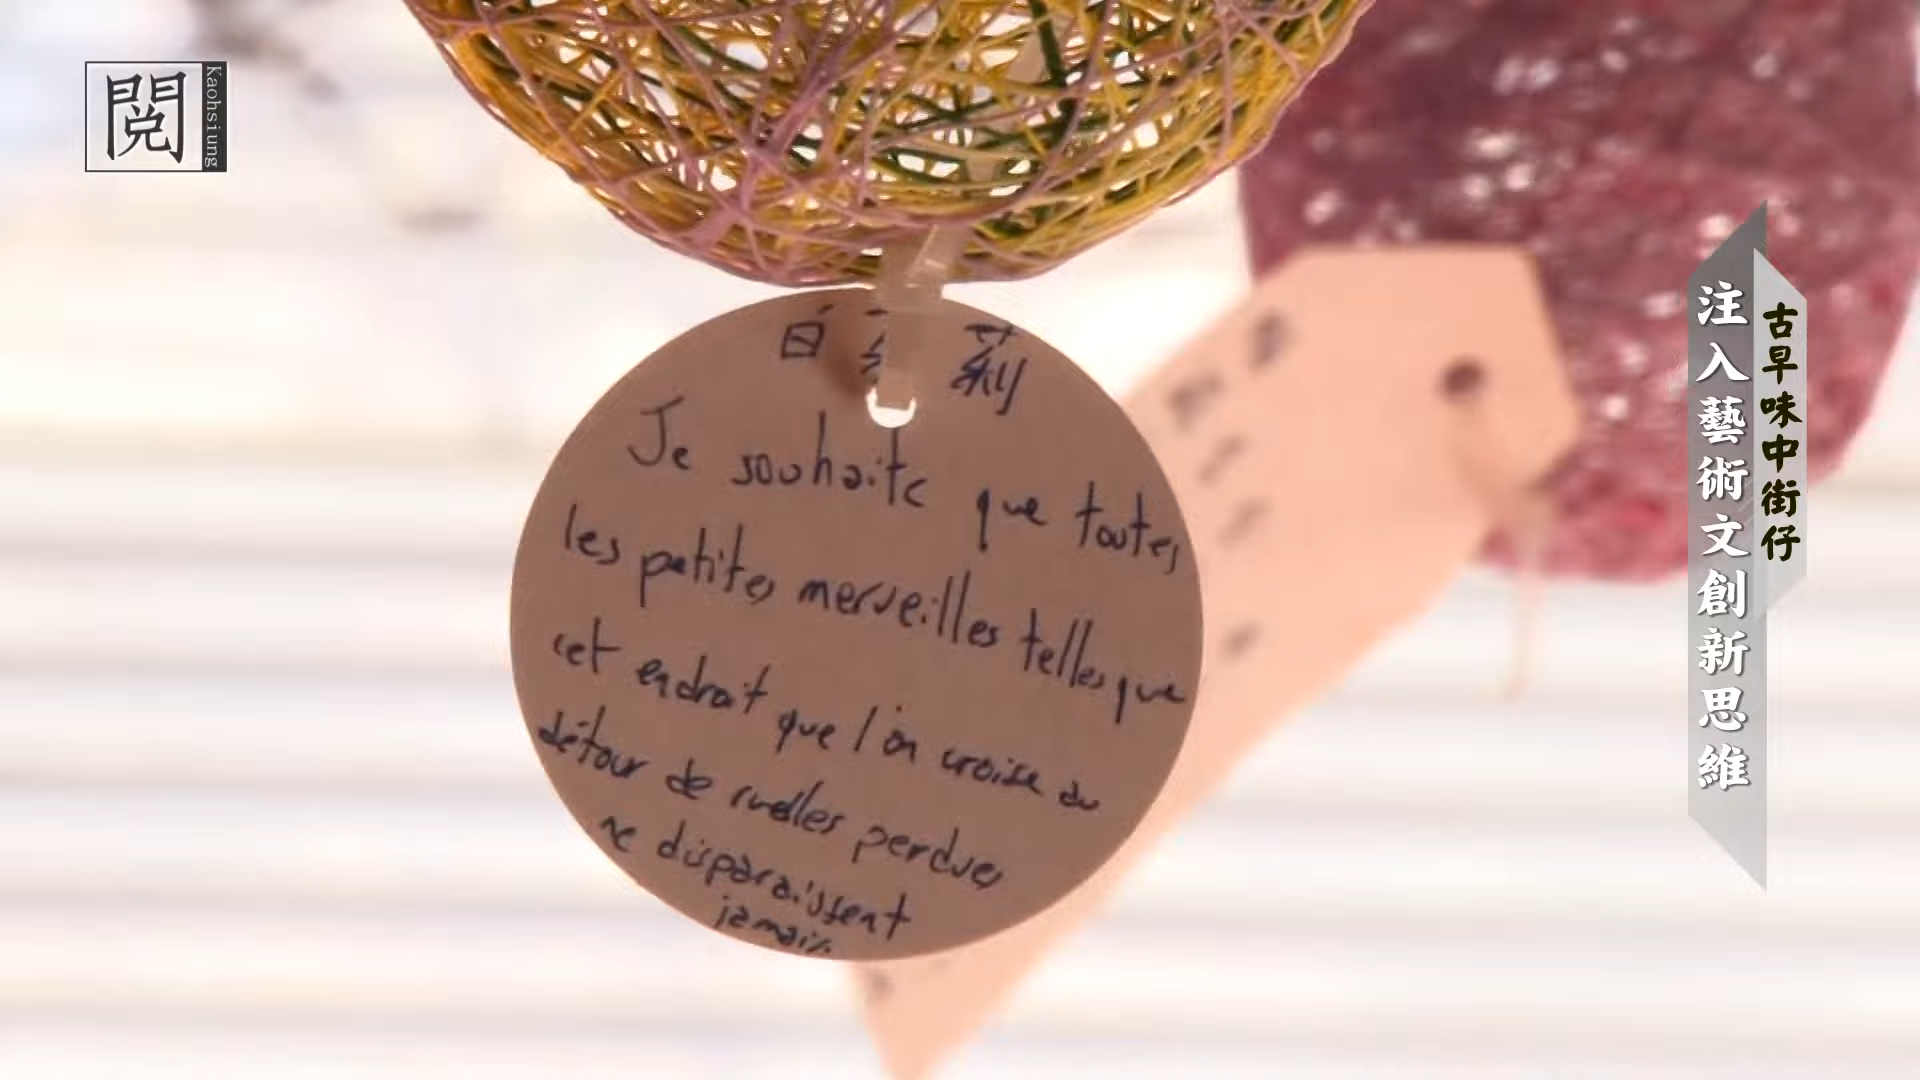 閱
Kaohsiung
古早味中街仔
注入藝術文創新思維
白 莉
Je souhaite que toutes
les petites merveilles telles que
cet endroit que l'on croise au
détour de ruelles perdues
ne disparaissent
jamais.